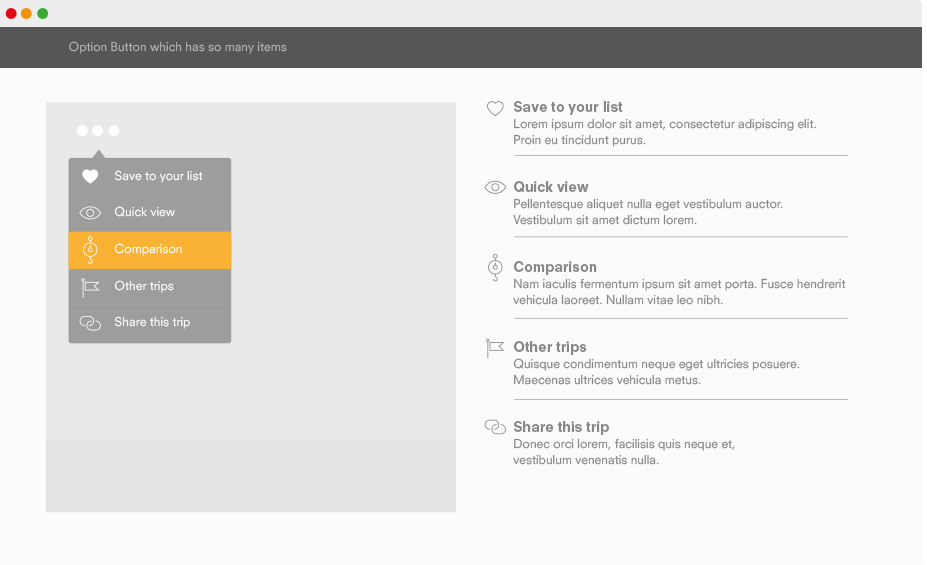 Option Button which has so many items
Save to your list
Quick view
Comparison
Other trips
Share this trip
Save to your list
Lorem ipsum dolor sit amet, consectetur adipiscing elit.
Proin eu tincidunt purus.
Quick view
Pellentesque aliquet nulla eget vestibulum auctor.
Vestibulum sit amet dictum lorem.
Comparison
Nam iaculis fermentum ipsum sit amet porta. Fusce hendrerit
vehicula laoreet. Nullam vitae leo nibh.
Other trips
Quisque condimentum neque eget ultricies posuere.
Maecenas ultrices vehicula metus.
Share this trip
Donec orci lorem, facilisis quis neque et,
vestibulum venenatis nulla.